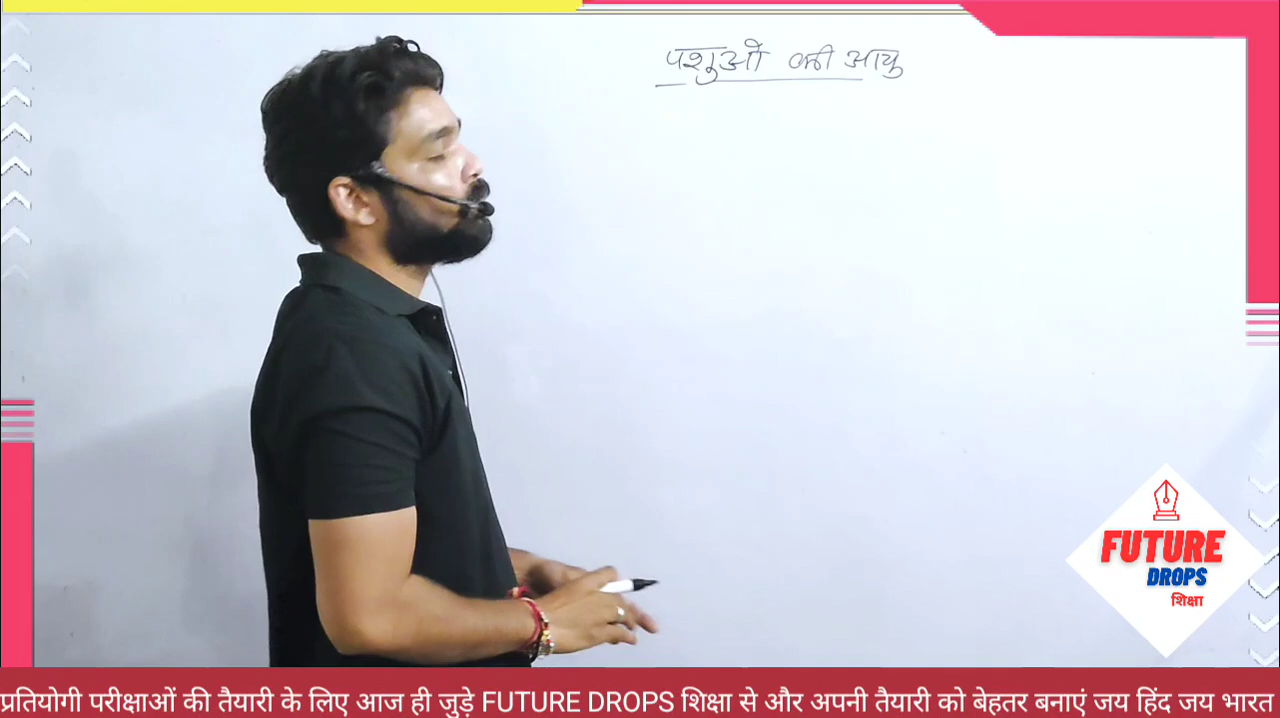 पशुओ की आयु
FUTURE
DROPS
शिक्षा
प्रतियोगी परीक्षाओं की तैयारी के लिए आज ही जुड़े FUTURE DROPS शिक्षा से और अपनी तैयारी को बेहतर बनाएं जय हिंद जय भारत